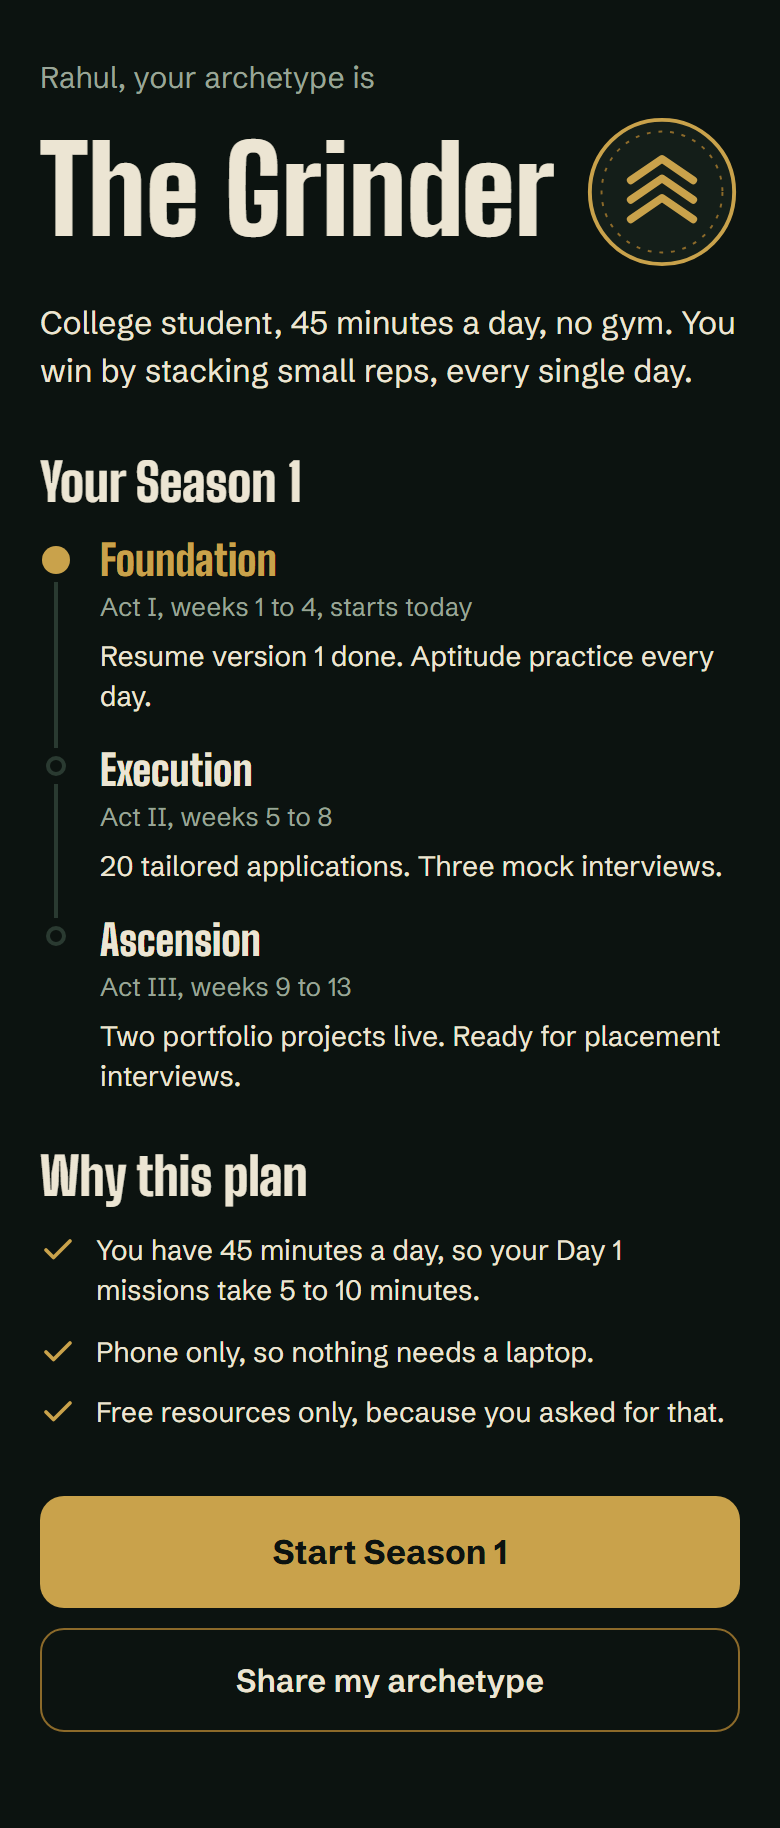 Rahul, your archetype is
The Grinder
College student, 45 minutes a day, no gym. You
win by stacking small reps, every single day.
Your Season 1
Foundation
Act I, weeks 1 to 4, starts today
Resume version 1 done. Aptitude practice every
day.
Execution
Act II, weeks 5 to 8
20 tailored applications. Three mock interviews.
Ascension
Act III, weeks 9 to 13
Two portfolio projects live. Ready for placement
interviews.
Why this plan
You have 45 minutes a day, so your Day 1
missions take 5 to 10 minutes.
Phone only, so nothing needs a laptop.
Free resources only, because you asked for that.
Start Season 1
Share my archetype